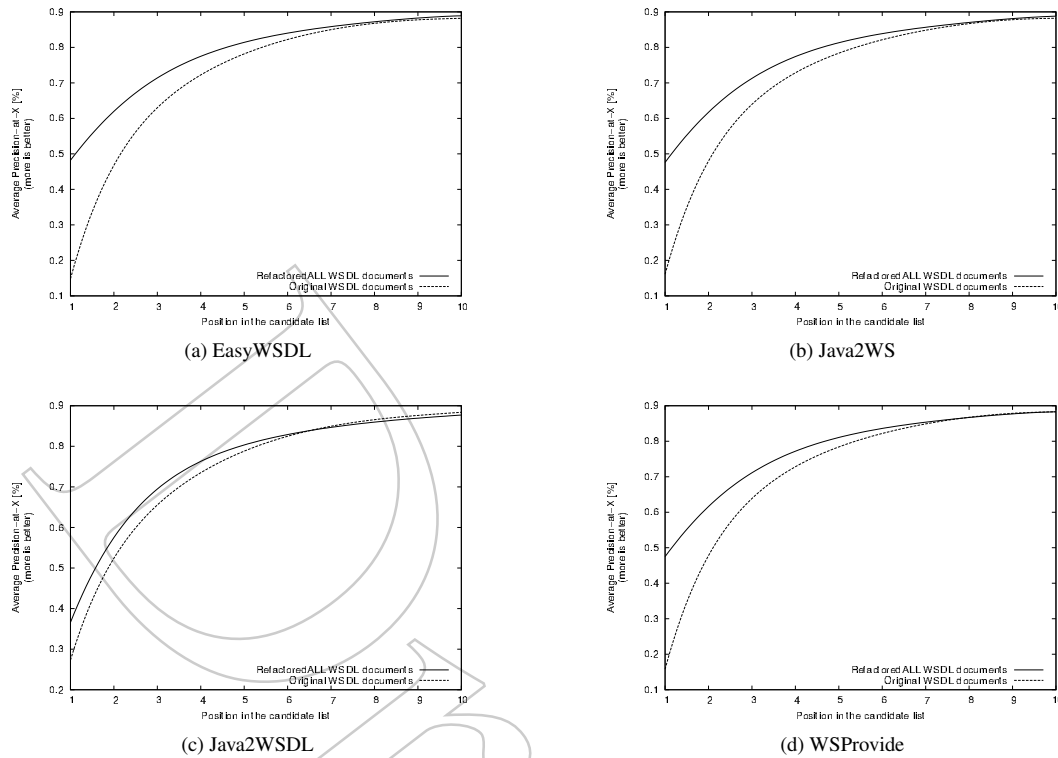 0.9
0.8
0.7
0.6
0.5
0.4
0.3
0.2
0.1
Average Precision-at-X [%]
(more is better)
Refactored ALL WSDL documents
Original WSDL documents
1 2 3 4 5 6 7 8 9 10
Position in the candidate list
(a) EasyWSDL
0.9
0.8
0.7
0.6
0.5
0.4
0.3
0.2
0.1
Average Precision-at-X [%]
(more is better)
Refactored ALL WSDL documents
Original WSDL documents
1 2 3 4 5 6 7 8 9 10
Position in the candidate list
(b) Java2WS
0.9
0.8
0.7
0.6
0.5
0.4
0.3
0.2
Average Precision-at-X [%]
(more is better)
Refactored ALL WSDL documents
Original WSDL documents
1 2 3 4 5 6 7 8 9 10
Position in the candidate list
(c) Java2WSDL
0.9
0.8
0.7
0.6
0.5
0.4
0.3
0.2
0.1
Average Precision-at-X [%]
(more is better)
Refactored ALL WSDL documents
Original WSDL documents
1 2 3 4 5 6 7 8 9 10
Position in the candidate list
(d) WSProvide